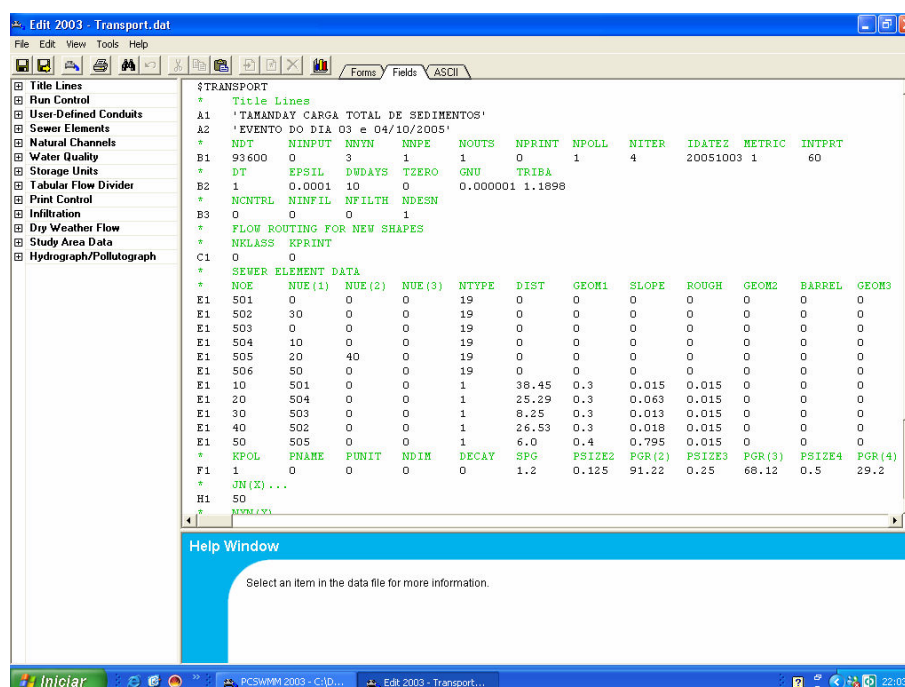 Edit 2003 - Transport.dat
File Edit View Tools Help
Forms Fields ASCII
Title Lines
Run Control
User-Defined Conduits
Sewer Elements
Natural Channels
Water Quality
Storage Units
Tabular Flow Divider
Print Control
Infiltration
Dry Weather Flow
Study Area Data
Hydrograph/Pollutograph
$TRANSPORT
* Title Lines
A1 'TAMANDAY CARGA TOTAL DE SEDIMENTOS'
A2 'EVENTO DO DIA 03 e 04/10/2005'
* NDT NINPUT NNYN NNPE NOUTS NPRINT NPOLL NITER IDATEZ METRIC INTPRT
B1 93600 0 3 1 1 0 1 4 20051003 1 60
* DT EPSIL DWDAYS TZERO GNU TRIBA
B2 1 0.0001 10 0 0.000001 1.1898
* NCNTRL NINFIL NFILTH NDESN
B3 0 0 0 1
* FLOW ROUTING FOR NEW SHAPES
* NKLASS KPRINT
C1 0 0
* SEWER ELEMENT DATA
* NOE NUE(1) NUE(2) NUE(3) NTYPE DIST GEOM1 SLOPE ROUGH GEOM2 BARREL GEOM3
E1 501 0 0 0 19 0 0 0 0 0 0 0
E1 502 30 0 0 19 0 0 0 0 0 0 0
E1 503 0 0 0 19 0 0 0 0 0 0 0
E1 504 10 0 0 19 0 0 0 0 0 0 0
E1 505 20 40 0 19 0 0 0 0 0 0 0
E1 506 50 0 0 19 0 0 0 0 0 0 0
E1 10 501 0 0 1 38.45 0.3 0.015 0.015 0 0 0
E1 20 504 0 0 1 25.29 0.3 0.063 0.015 0 0 0
E1 30 503 0 0 1 8.25 0.3 0.013 0.015 0 0 0
E1 40 502 0 0 1 26.53 0.3 0.018 0.015 0 0 0
E1 50 505 0 0 1 6.0 0.4 0.795 0.015 0 0 0
* KPOL PNAME PUNIT NDIM DECAY SPG PSIZE2 PGR(2) PSIZE3 PGR(3) PSIZE4 PGR(4)
F1 1 0 0 0 0 1.2 0.125 91.22 0.25 68.12 0.5 29.2
* JN(X)...
H1 50
* NYN(X)
Help Window
Select an item in the data file for more information.
Iniciar PCSWMM 2003 - C:\D... Edit 2003 - Transport... 22:03